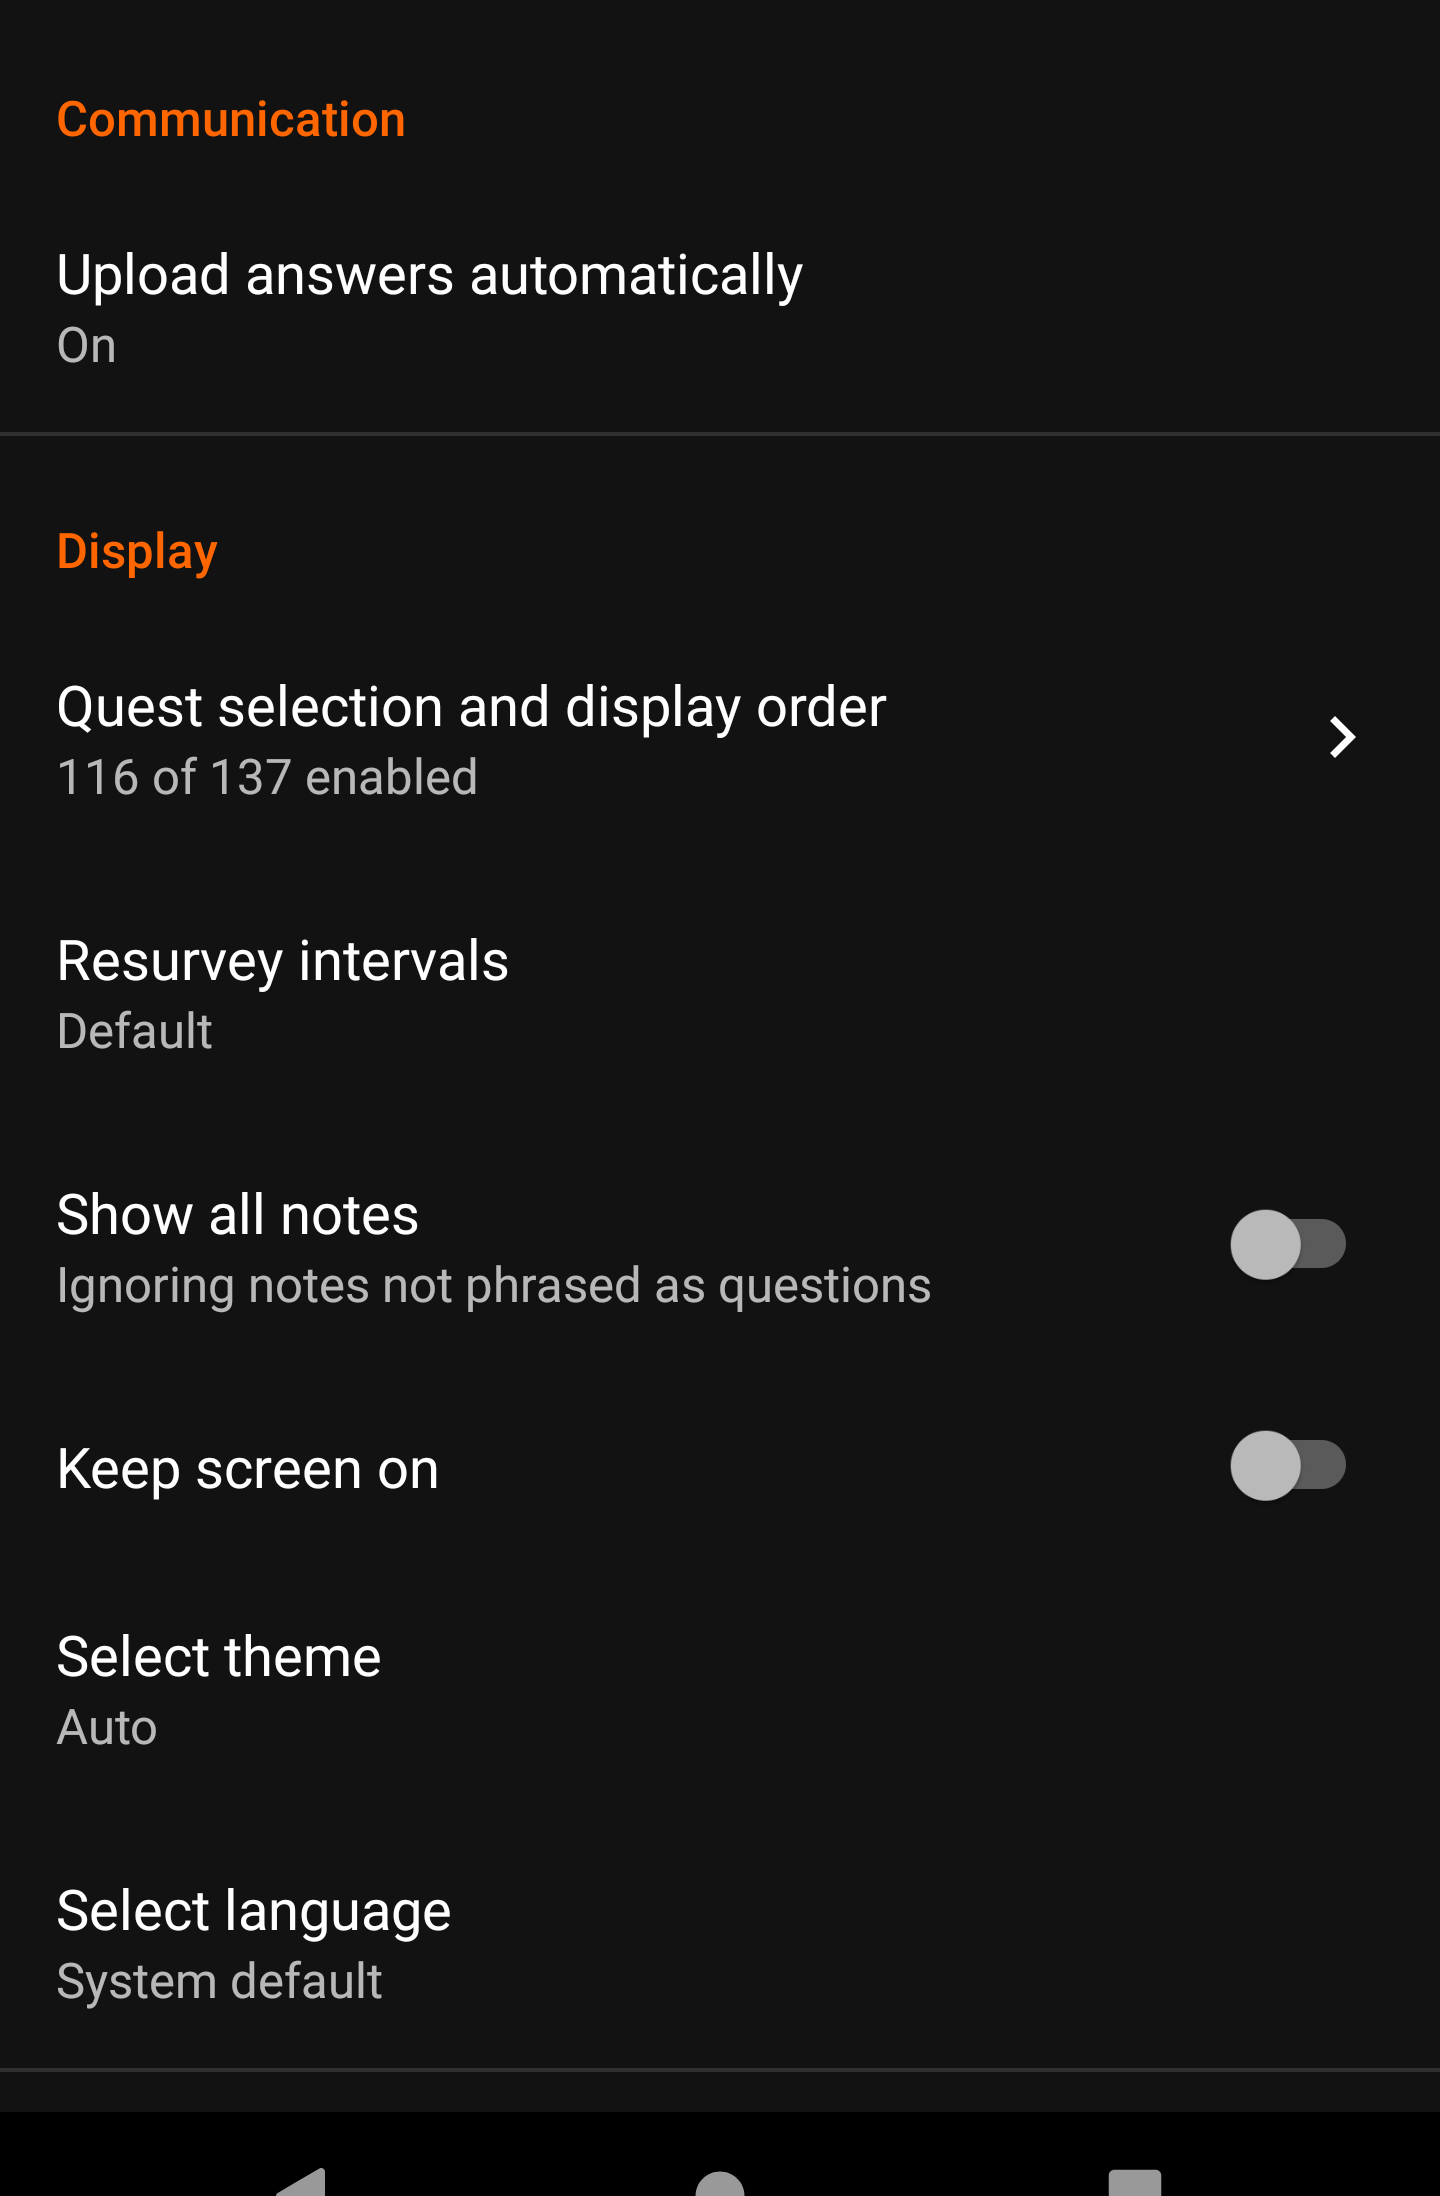 Communication
Upload answers automatically
On
Display
Quest selection and display order
116 of 137 enabled
Resurvey intervals
Default
Show all notes
Ignoring notes not phrased as questions
Keep screen on
Select theme
Auto
Select language
System default